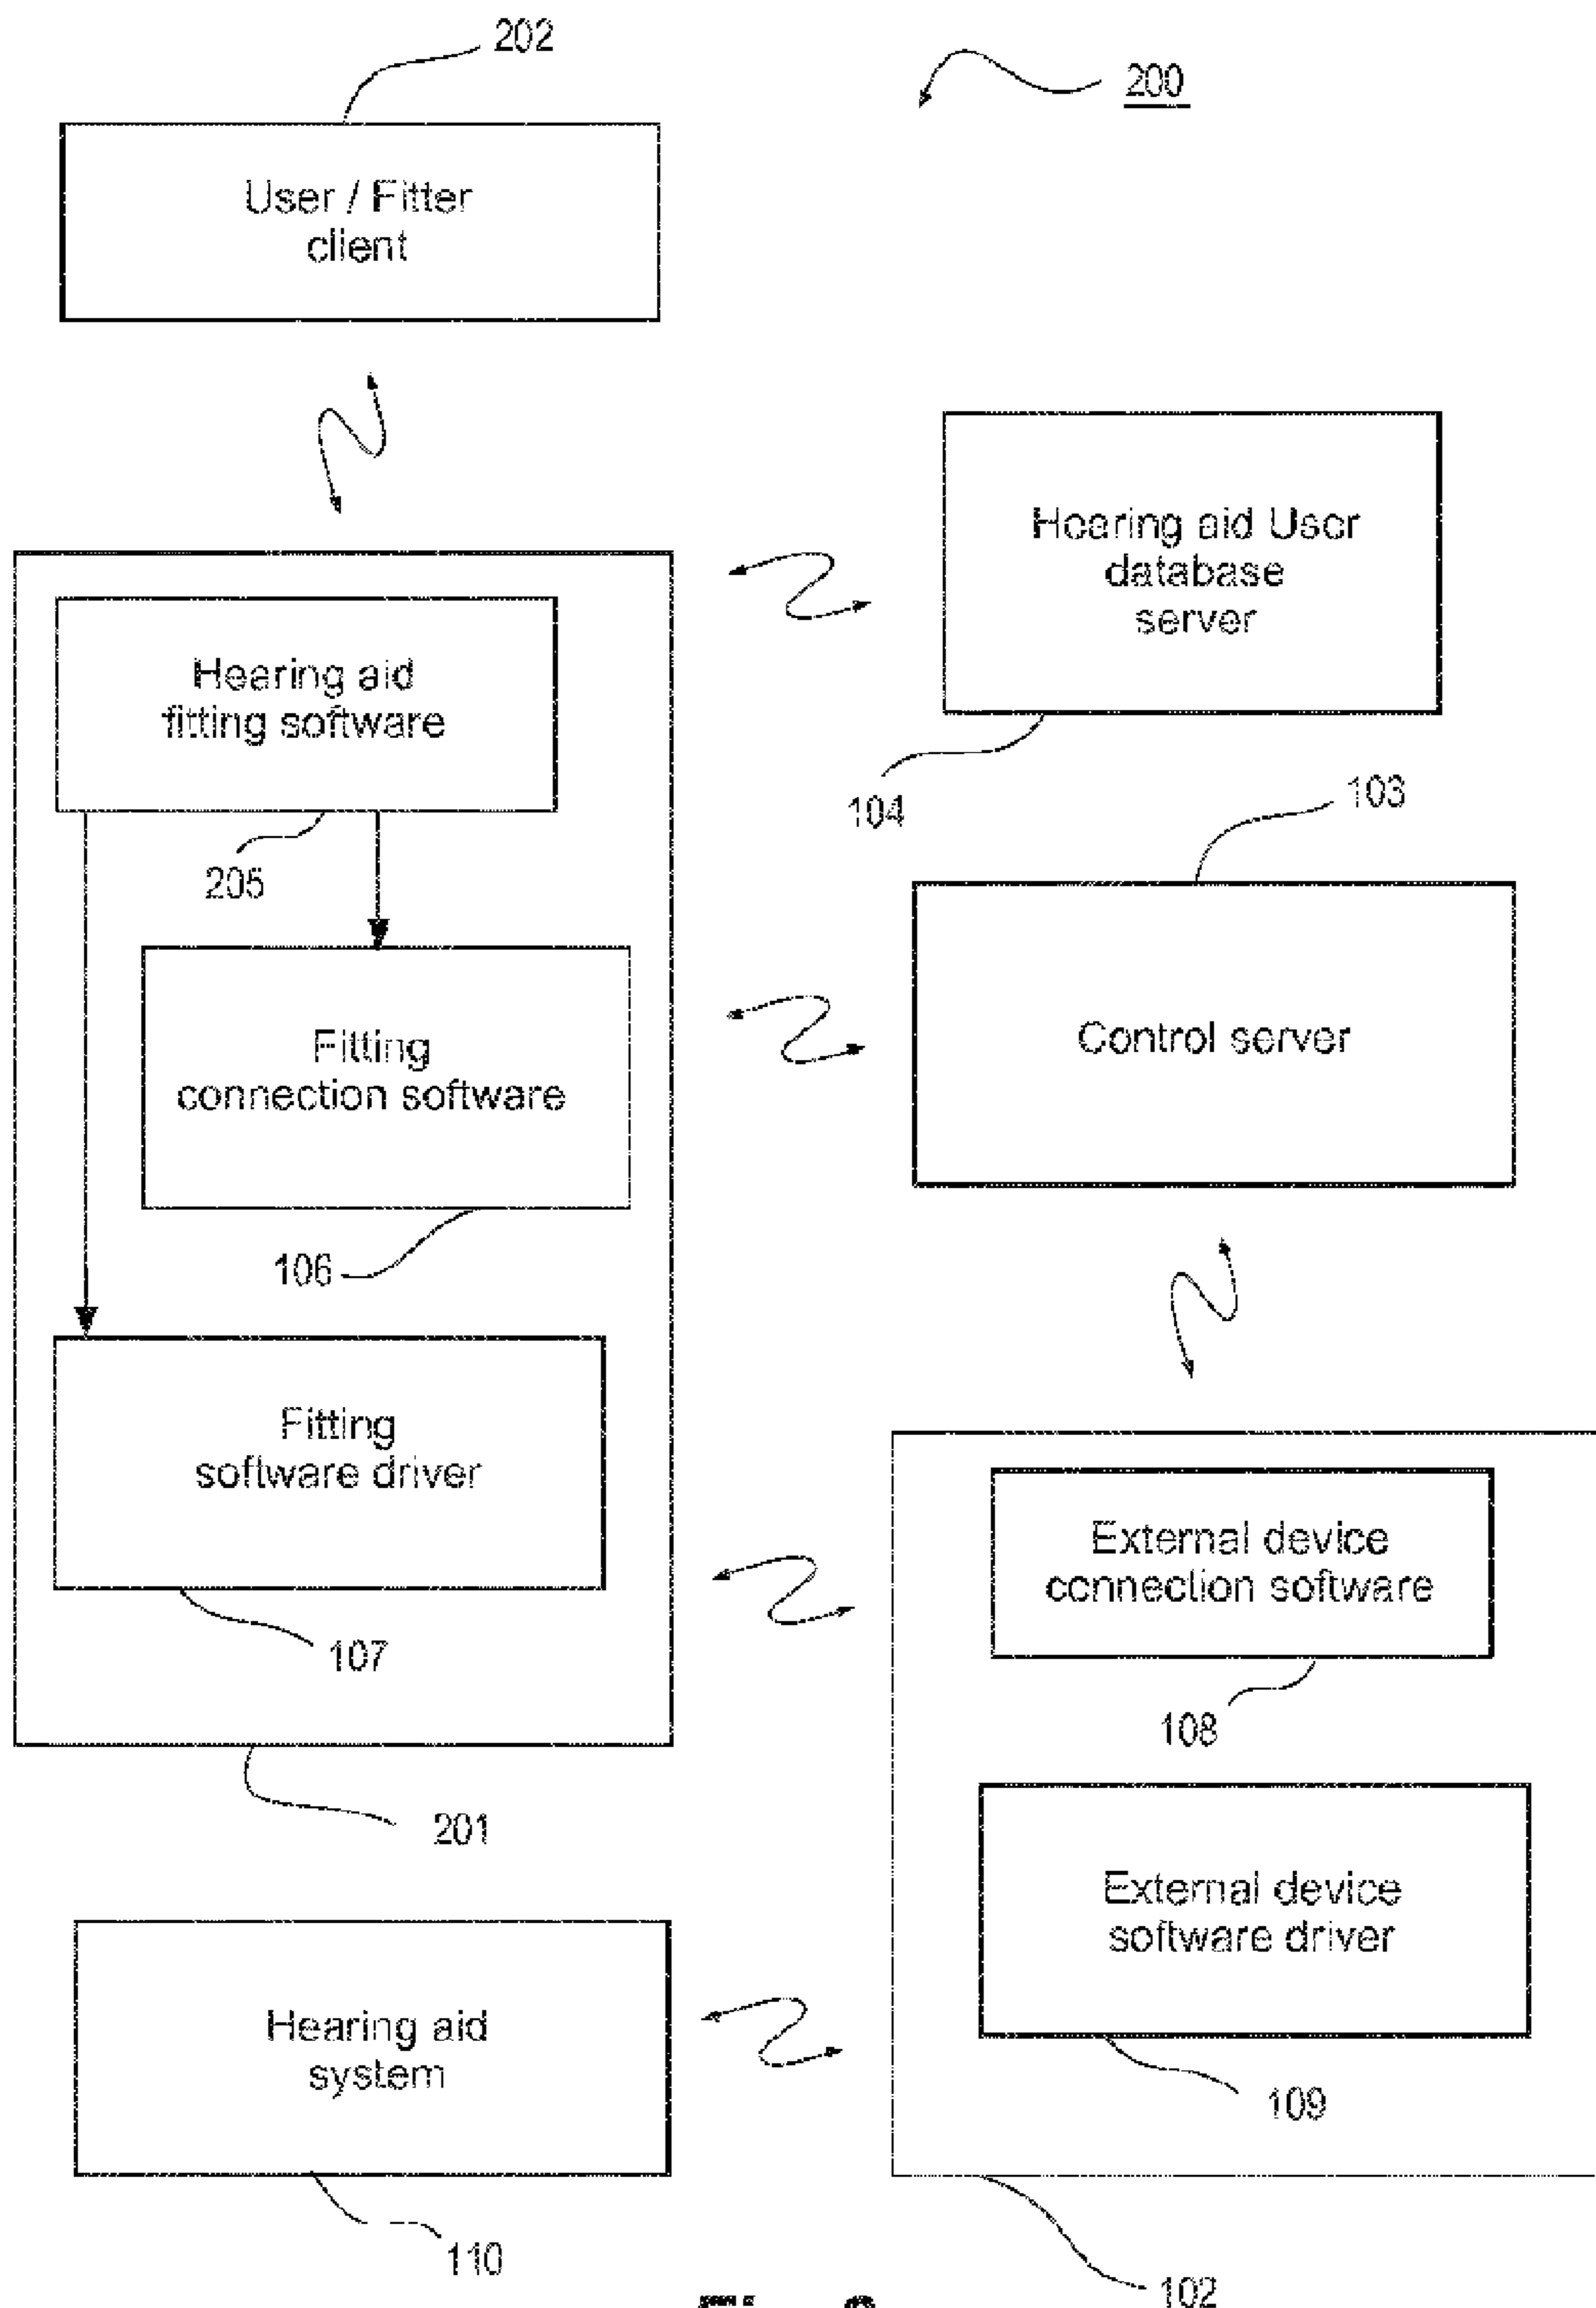 202
200
User / Fitter
client
Hearing aid User
database
server
104
Hearing aid
fitting software
205
103
Control server
Fitting
connection software
106
Fitting
software driver
107
201
External device
connection software
108
External device
software driver
109
102
Hearing aid
system
110